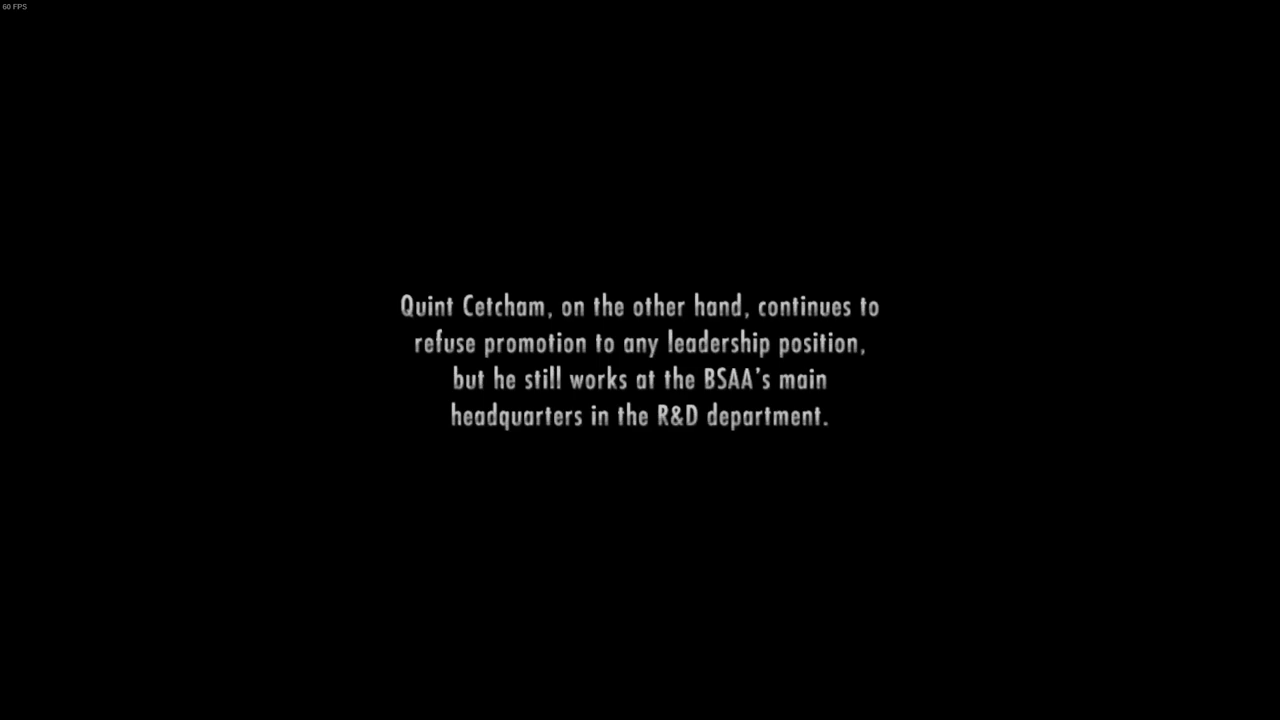 60 FPS
Quint Cetcham, on the other hand, continues to
refuse promotion to any leadership position,
but he still works at the BSAA's main
headquarters in the R&D department.